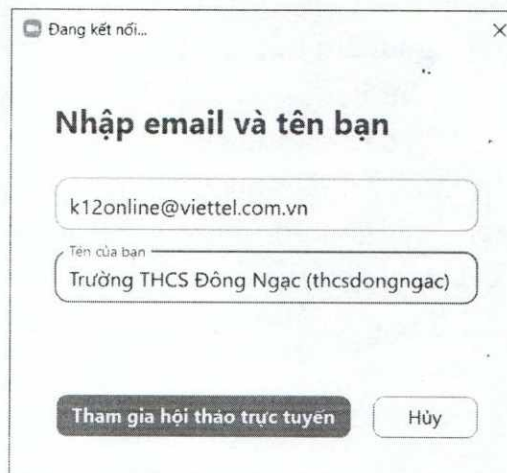 Đang kết nối...
Nhập email và tên bạn
k12online@viettel.com.vn
Tên của bạn
Trường THCS Đông Ngạc (thcsdongngac)
Tham gia hội thảo trực tuyến
Hủy